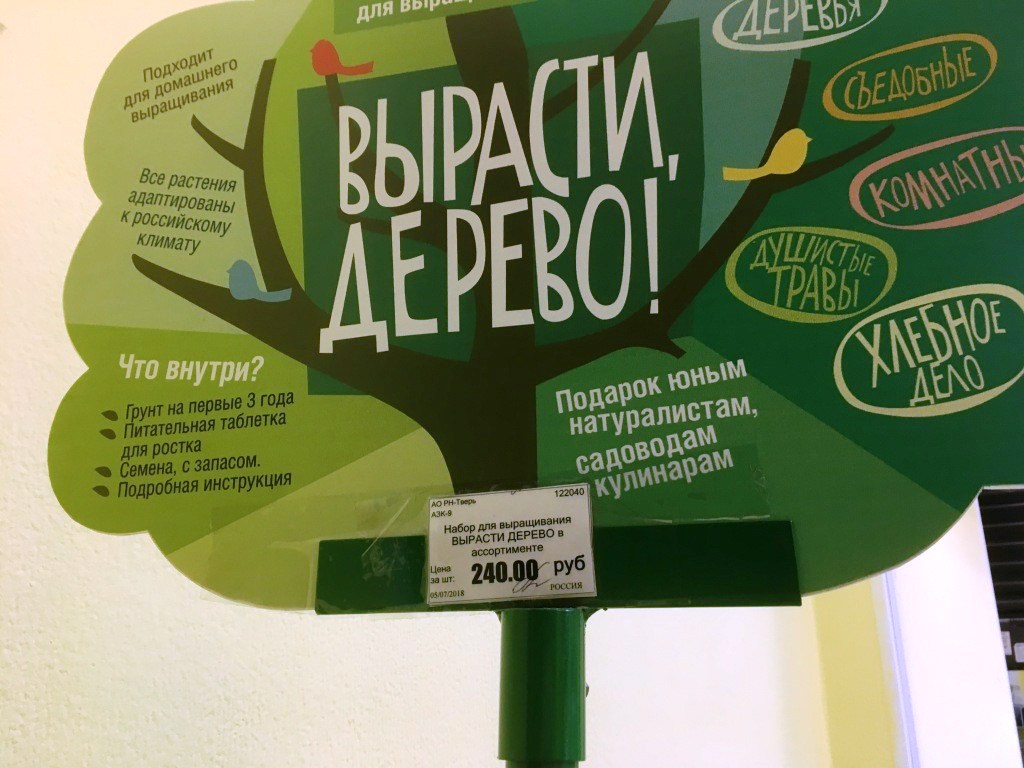 для выращ
Подходит
для домашнего
выращивания
Все растения
адаптированы
к российскому
климату
ВЫРАСТИ,
ДЕРЕВО!
ДЕРЕВЬЯ
СЪЕДОБНЫЕ
КОМНАТНЫ
ДУШИСТЫЕ
ТРАВЫ
ХЛЕБНОЕ
ДЕЛО
Что внутри?
Грунт на первые 3 года
Питательная таблетка
для ростка
Семена, с запасом.
Подробная инструкция
Подарок юным
натуралистам,
садоводам
кулинарам
АО РН-Тверь 122040
АЗК-9
Набор для выращивания
ВЫРАСТИ ДЕРЕВО в
ассортименте
Цена
за шт: 240.00 руб
05/07/2018 РОССИЯ